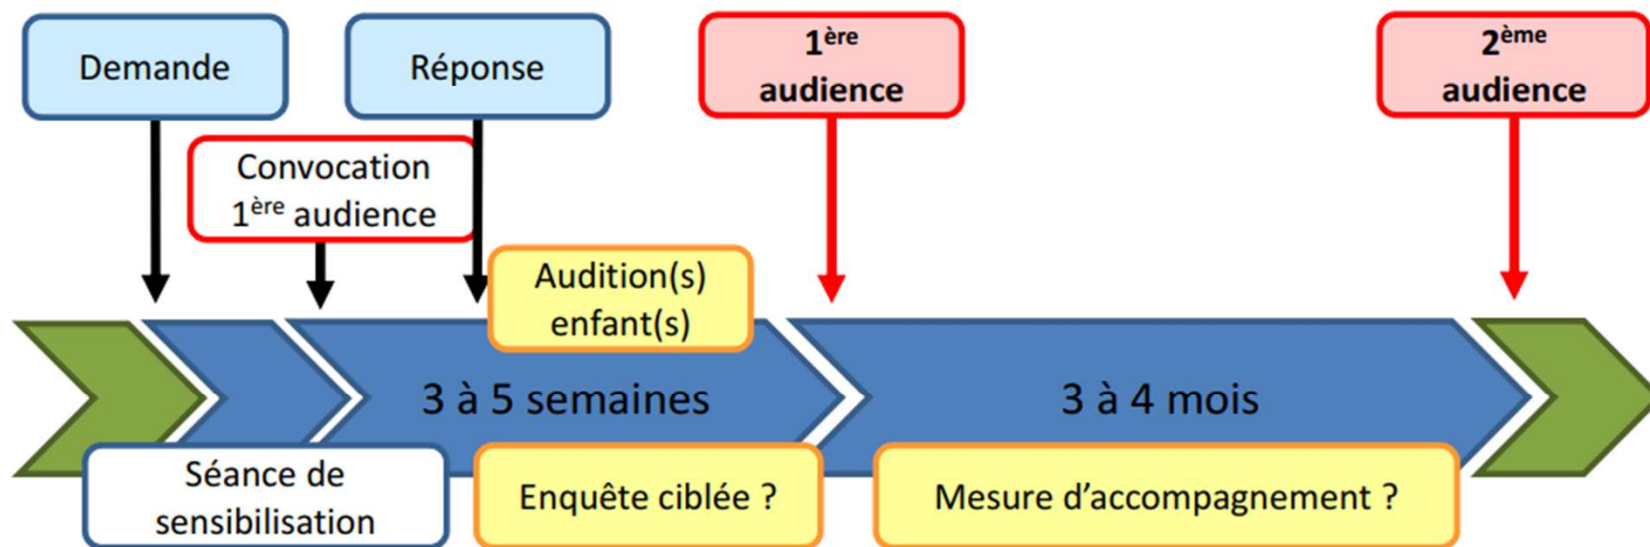 Demande
Réponse
1ère
audience
2ème
audience
Convocation
1ère audience
Audition(s)
enfant(s)
3 à 5 semaines
3 à 4 mois
Séance de
sensibilisation
Enquête ciblée ?
Mesure d’accompagnement ?